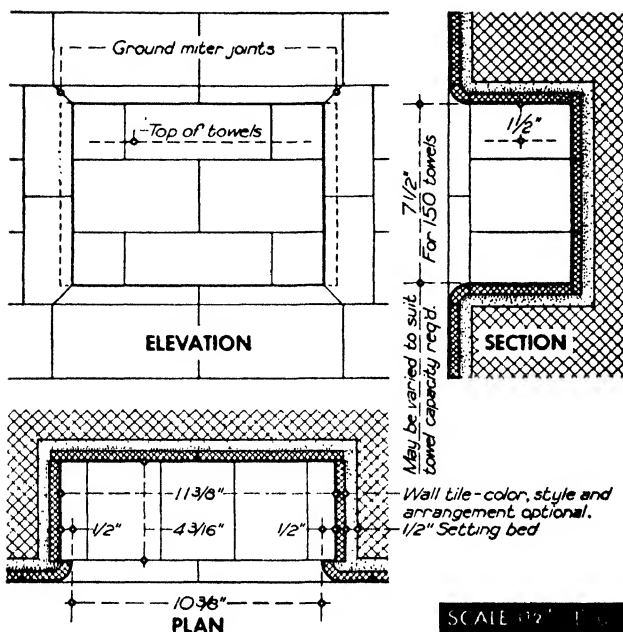 Ground miter joints
Top of towels
ELEVATION
1 1/2"
7 1/2"
For 150 towels
May be varied to suit
towel capacity req'd.
SECTION
11 3/8"
1/2"
4 3/16"
1/2"
10 3/8"
PLAN
Wall tile-color, style and
arrangement optional.
1/2" Setting bed
SCALE